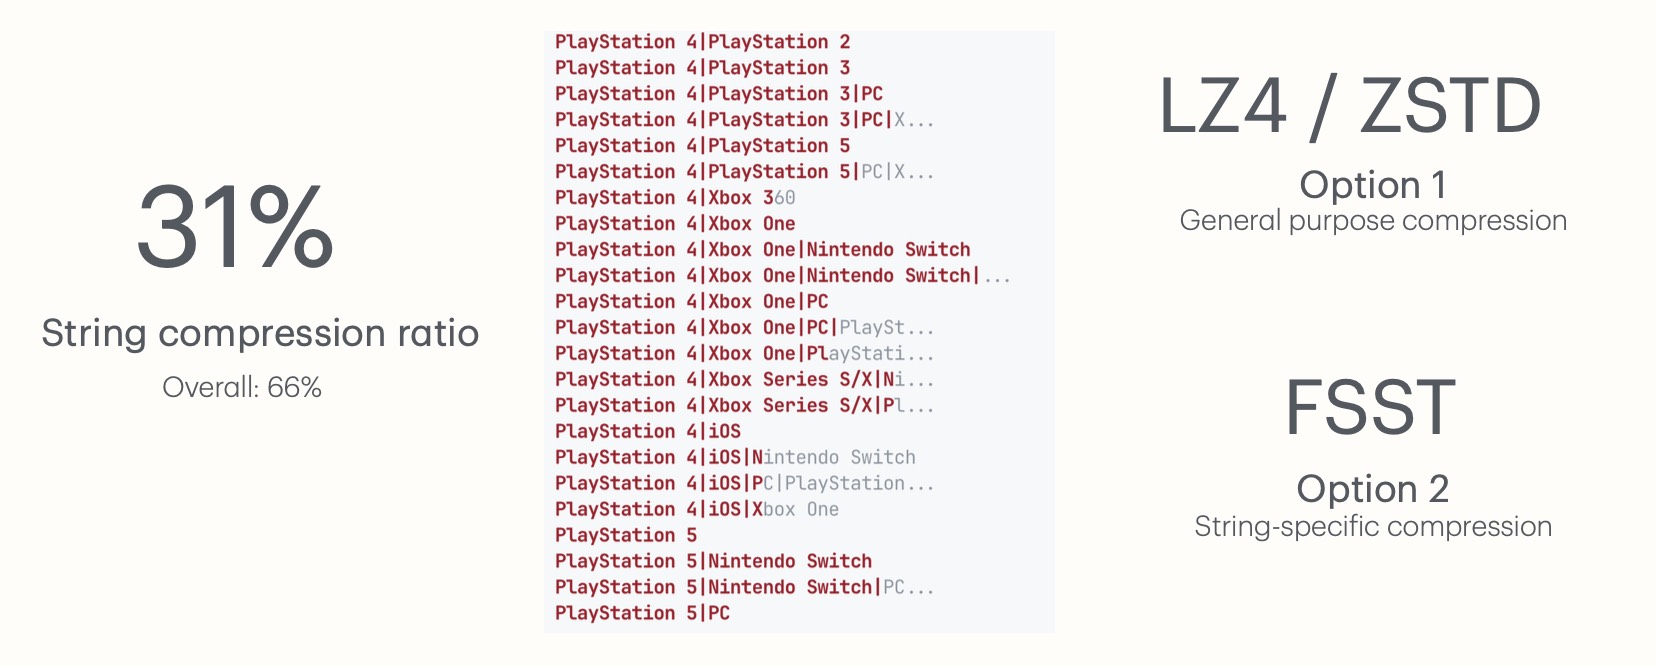 31%
String compression ratio
Overall: 66%
PlayStation 4|PlayStation 2
PlayStation 4|PlayStation 3
PlayStation 4|PlayStation 3|PC
PlayStation 4|PlayStation 3|PC|X...
PlayStation 4|PlayStation 5
PlayStation 4|PlayStation 5|PC|X...
PlayStation 4|Xbox 360
PlayStation 4|Xbox One
PlayStation 4|Xbox One|Nintendo Switch
PlayStation 4|Xbox One|Nintendo Switch|...
PlayStation 4|Xbox One|PC
PlayStation 4|Xbox One|PC|PlaySt...
PlayStation 4|Xbox One|PlayStati...
PlayStation 4|Xbox Series S/X|Ni...
PlayStation 4|Xbox Series S/X|Pl...
PlayStation 4|iOS
PlayStation 4|iOS|Nintendo Switch
PlayStation 4|iOS|PC|PlayStation...
PlayStation 4|iOS|Xbox One
PlayStation 5
PlayStation 5|Nintendo Switch
PlayStation 5|Nintendo Switch|PC...
PlayStation 5|PC
LZ4 / ZSTD
Option 1
General purpose compression
FSST
Option 2
String-specific compression